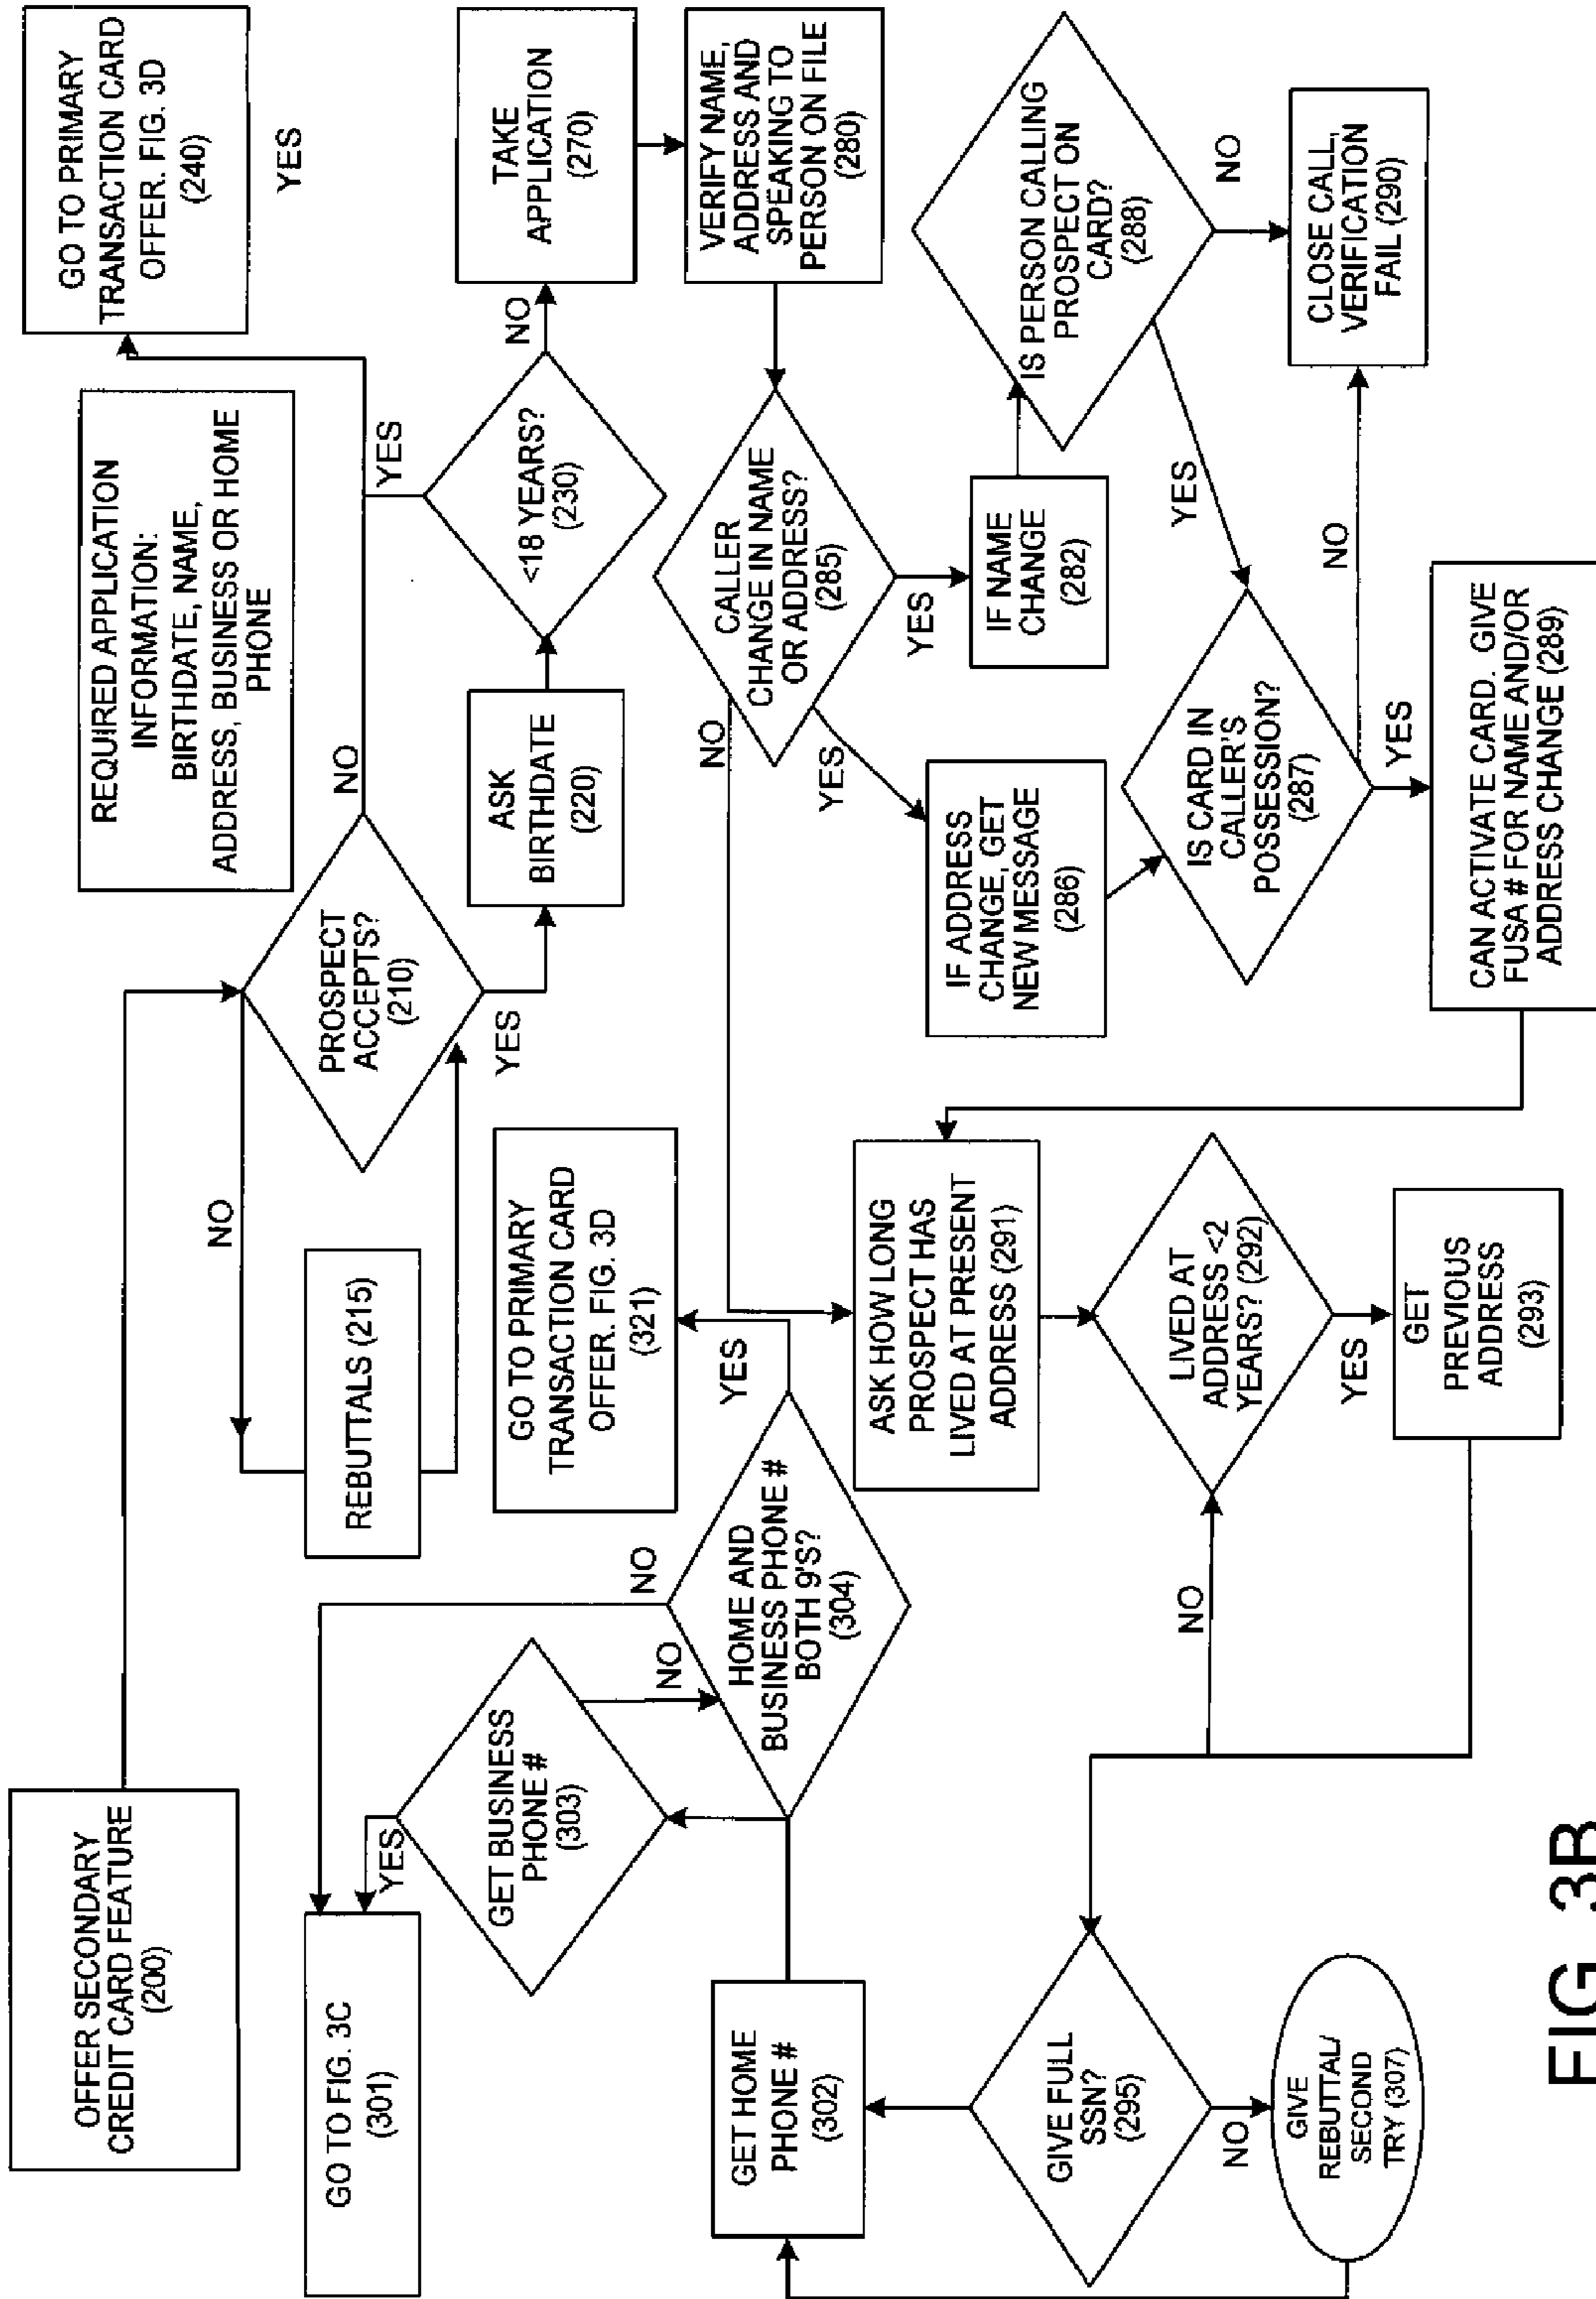 OFFER SECONDARY
CREDIT CARD FEATURE
(200)
NO
REBUTTALS (215)
PROSPECT
ACCEPTS?
(210)
NO
YES
REQUIRED APPLICATION
INFORMATION:
BIRTHDATE, NAME,
ADDRESS, BUSINESS OR HOME
PHONE
GO TO PRIMARY
TRANSACTION CARD
OFFER. FIG. 3D
(240)
YES
ASK
BIRTHDATE
(220)
<18 YEARS?
(230)
YES
NO
TAKE
APPLICATION
(270)
GO TO FIG. 3C
(301)
YES
GET BUSINESS
PHONE #
(303)
NO
NO
HOME AND
BUSINESS PHONE #
BOTH 9'S?
(304)
GO TO PRIMARY
TRANSACTION CARD
OFFER. FIG. 3D
(321)
YES
NO
CALLER
CHANGE IN NAME
OR ADDRESS?
(285)
YES
YES
VERIFY NAME,
ADDRESS AND
SPEAKING TO
PERSON ON FILE
(280)
GET HOME
PHONE #
(302)
ASK HOW LONG
PROSPECT HAS
LIVED AT PRESENT
ADDRESS (291)
IF ADDRESS
CHANGE, GET
NEW MESSAGE
(286)
IF NAME
CHANGE
(282)
IS PERSON CALLING
PROSPECT ON
CARD?
(288)
YES
NO
GIVE FULL
SSN?
(295)
NO
NO
LIVED AT
ADDRESS <2
YEARS? (292)
YES
IS CARD IN
CALLER'S
POSSESSION?
(287)
NO
YES
CLOSE CALL,
VERIFICATION
FAIL (290)
GIVE
REBUTTAL/
SECOND
TRY (307)
GET
PREVIOUS
ADDRESS
(293)
CAN ACTIVATE CARD. GIVE
FUSA # FOR NAME AND/OR
ADDRESS CHANGE (289)
FIG. 3B